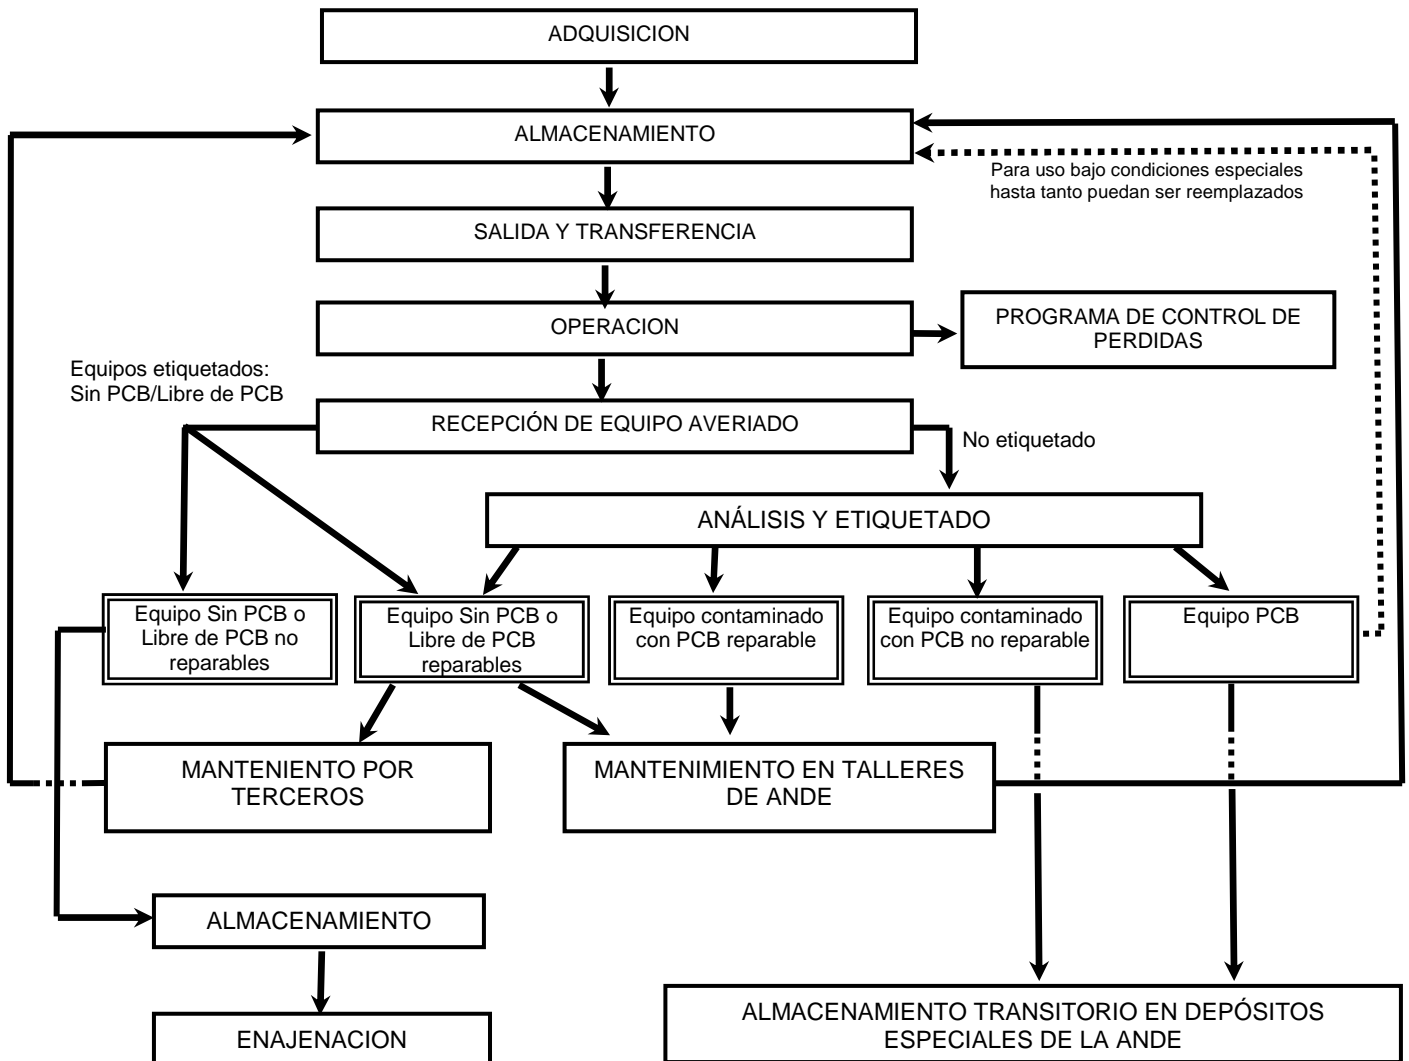 ADQUISICION
ALMACENAMIENTO
Para uso bajo condiciones especiales
hasta tanto puedan ser reemplazados
SALIDA Y TRANSFERENCIA
OPERACION
PROGRAMA DE CONTROL DE
PERDIDAS
Equipos etiquetados:
Sin PCB/Libre de PCB
RECEPCIÓN DE EQUIPO AVERIADO
No etiquetado
ANÁLISIS Y ETIQUETADO
Equipo Sin PCB o
Libre de PCB no
reparables
Equipo Sin PCB o
Libre de PCB
reparables
Equipo contaminado
con PCB reparable
Equipo contaminado
con PCB no reparable
Equipo PCB
MANTENIENTO POR
TERCEROS
MANTENIMIENTO EN TALLERES
DE ANDE
ALMACENAMIENTO
ENAJENACION
ALMACENAMIENTO TRANSITORIO EN DEPÓSITOS
ESPECIALES DE LA ANDE